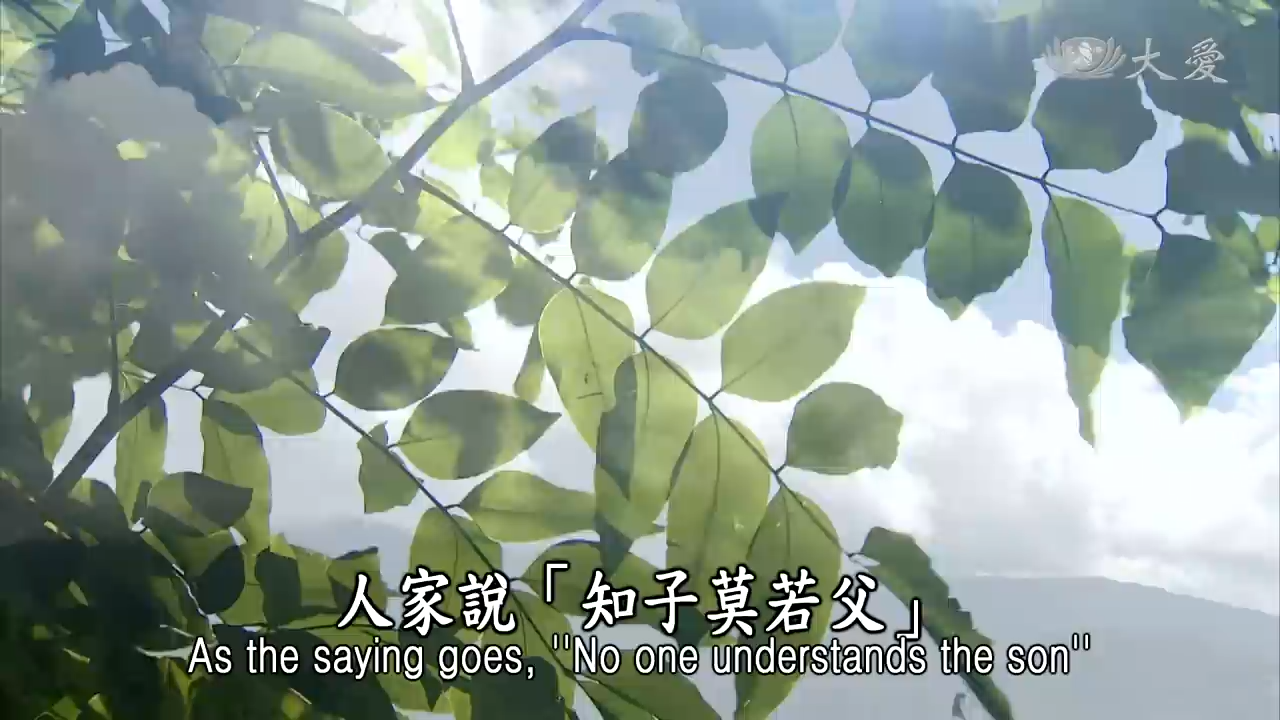 大愛
人家說「知子莫若父」
As the saying goes, "No one understands the son"